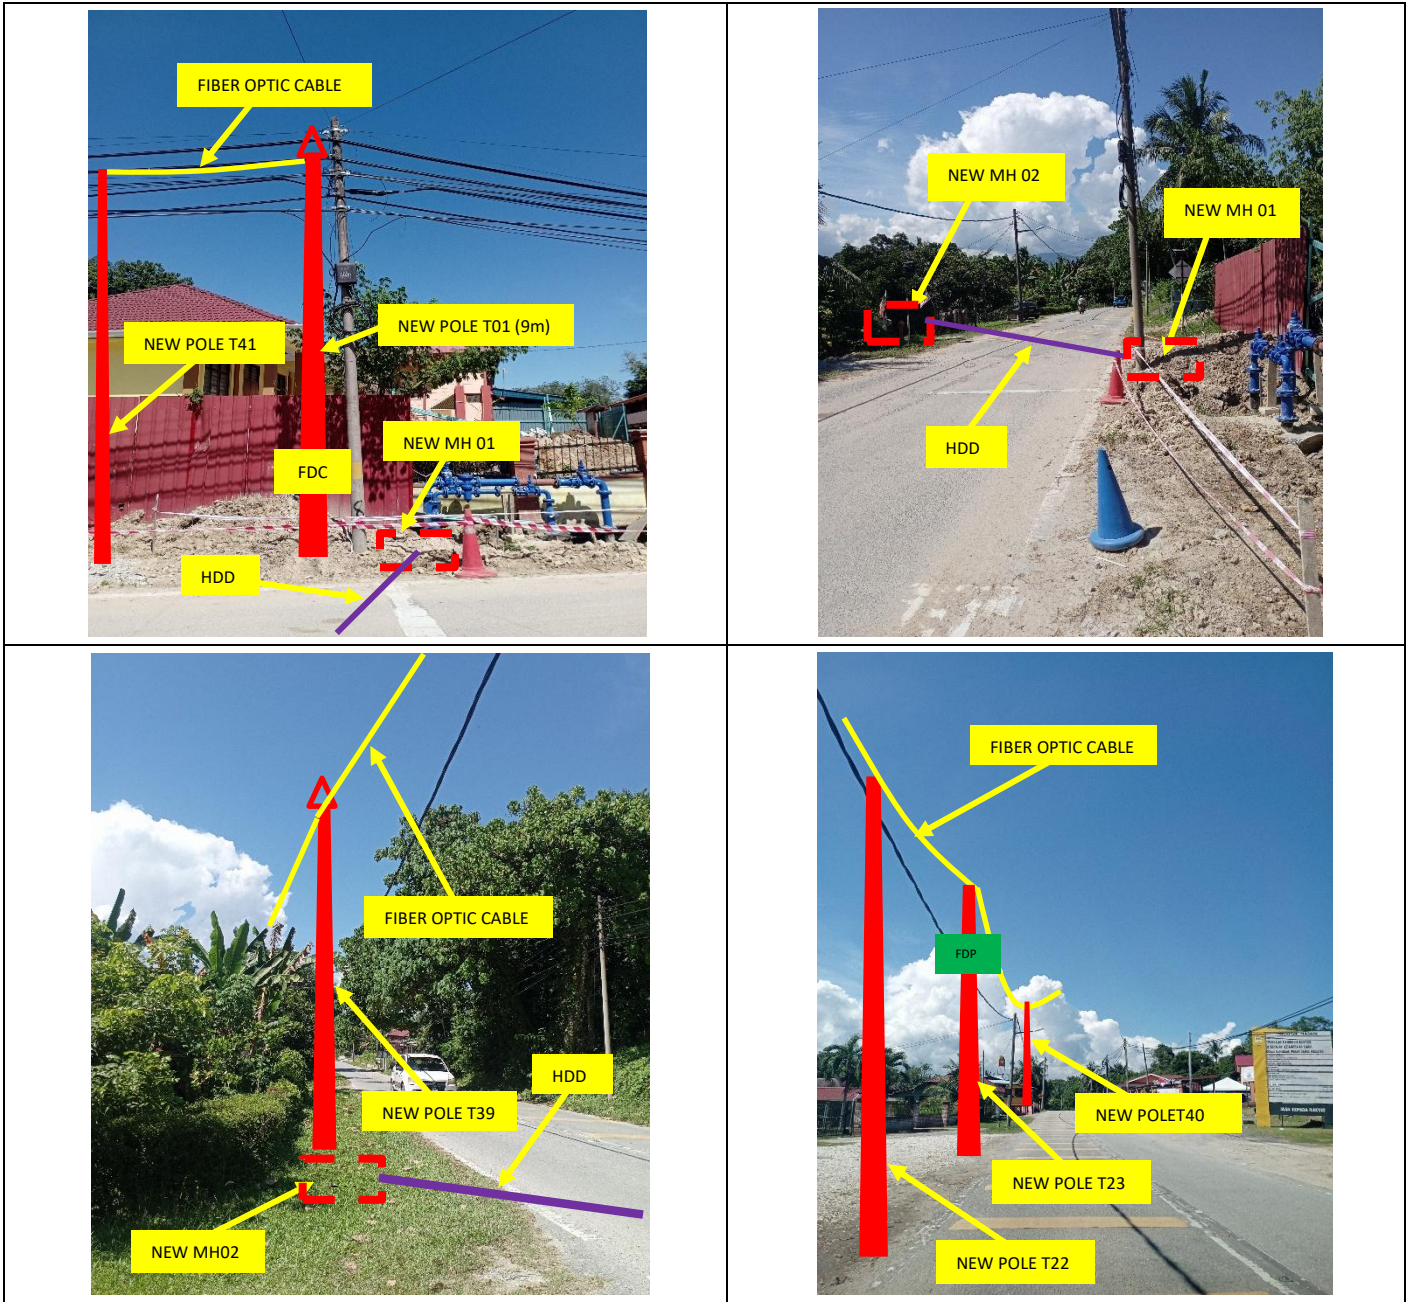 FIBER OPTIC CABLE
NEW POLE T01 (9m)
NEW POLE T41
NEW MH 01
FDC
HDD
NEW MH 02
NEW MH 01
HDD
FIBER OPTIC CABLE
HDD
NEW POLE T39
NEW MH02
FIBER OPTIC CABLE
FDP
NEW POLET40
NEW POLE T23
NEW POLE T22